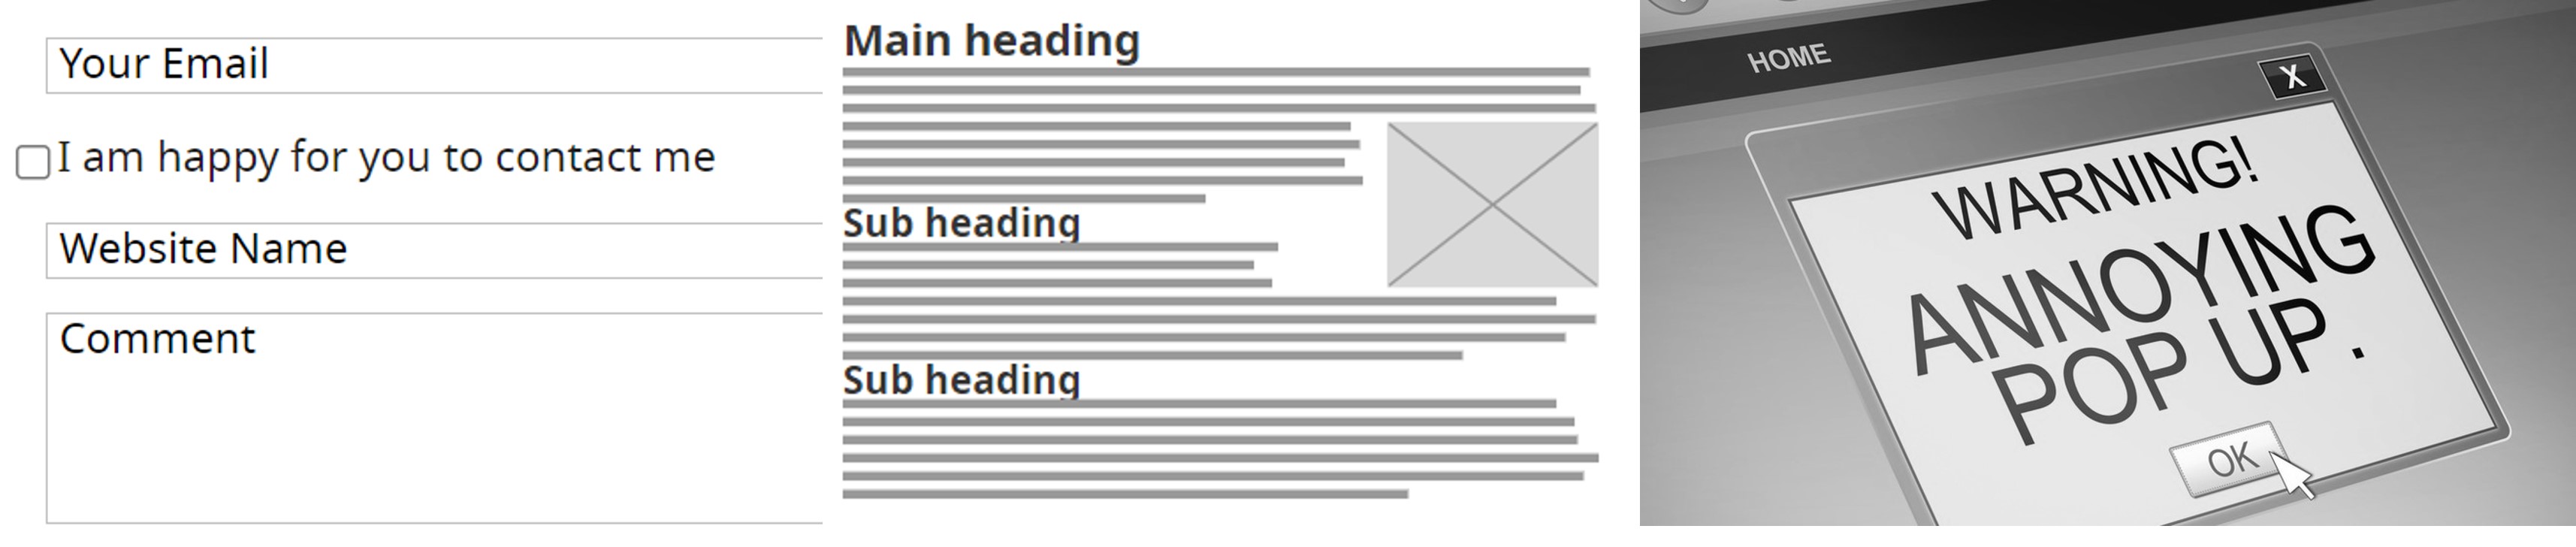 Your Email
I am happy for you to contact me
Website Name
Comment
Main heading
Sub heading
Sub heading
HOME
X
WARNING!
ANNOYING
POP UP.
OK